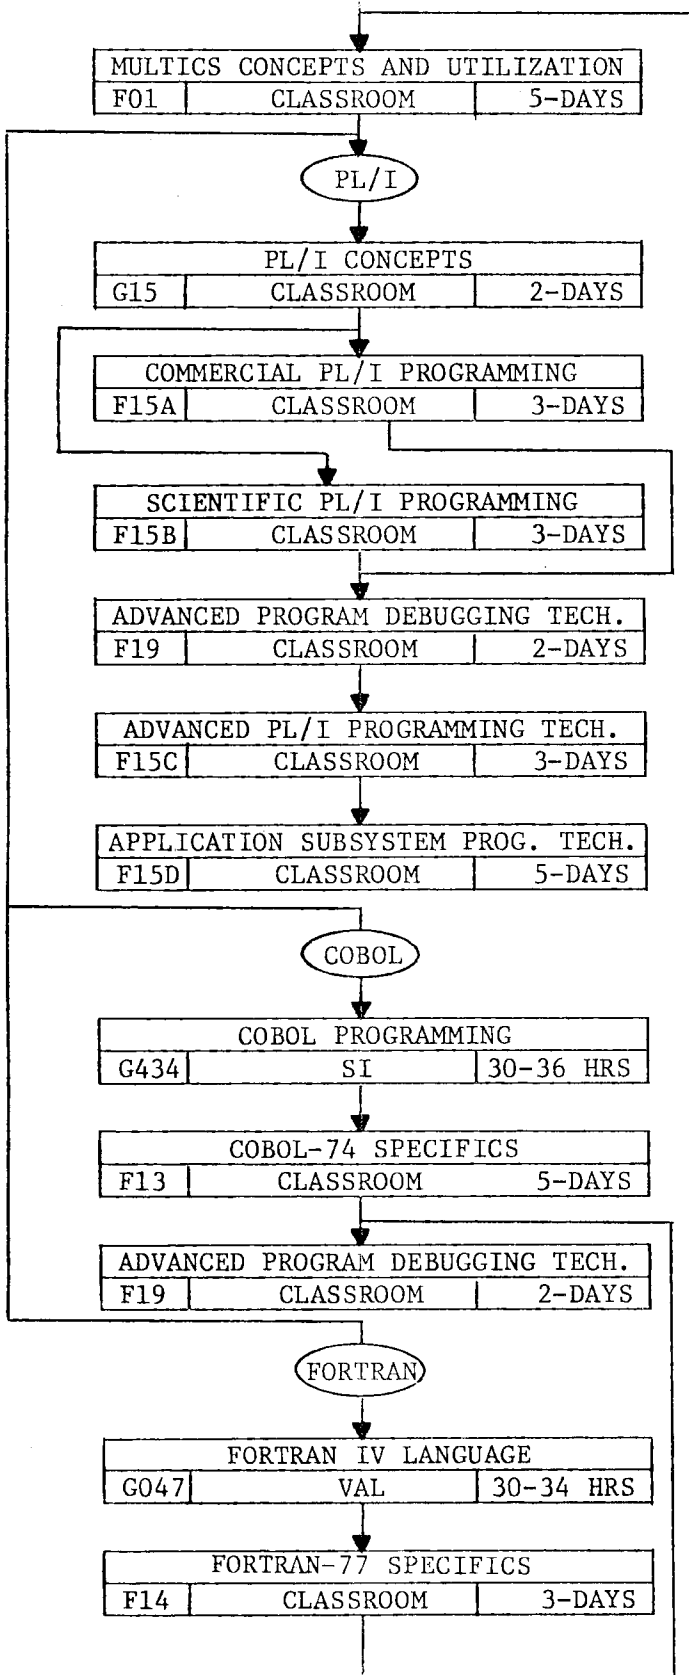 MULTICS CONCEPTS AND UTILIZATION
F01 CLASSROOM 5-DAYS
PL/I
PL/I CONCEPTS
G15 CLASSROOM 2-DAYS
COMMERCIAL PL/I PROGRAMMING
F15A CLASSROOM 3-DAYS
SCIENTIFIC PL/I PROGRAMMING
F15B CLASSROOM 3-DAYS
ADVANCED PROGRAM DEBUGGING TECH.
F19 CLASSROOM 2-DAYS
ADVANCED PL/I PROGRAMMING TECH.
F15C CLASSROOM 3-DAYS
APPLICATION SUBSYSTEM PROG. TECH.
F15D CLASSROOM 5-DAYS
COBOL
COBOL PROGRAMMING
G434 SI 30-36 HRS
COBOL-74 SPECIFICS
F13 CLASSROOM 5-DAYS
ADVANCED PROGRAM DEBUGGING TECH.
F19 CLASSROOM 2-DAYS
FORTRAN
FORTRAN IV LANGUAGE
G047 VAL 30-34 HRS
FORTRAN-77 SPECIFICS
F14 CLASSROOM 3-DAYS